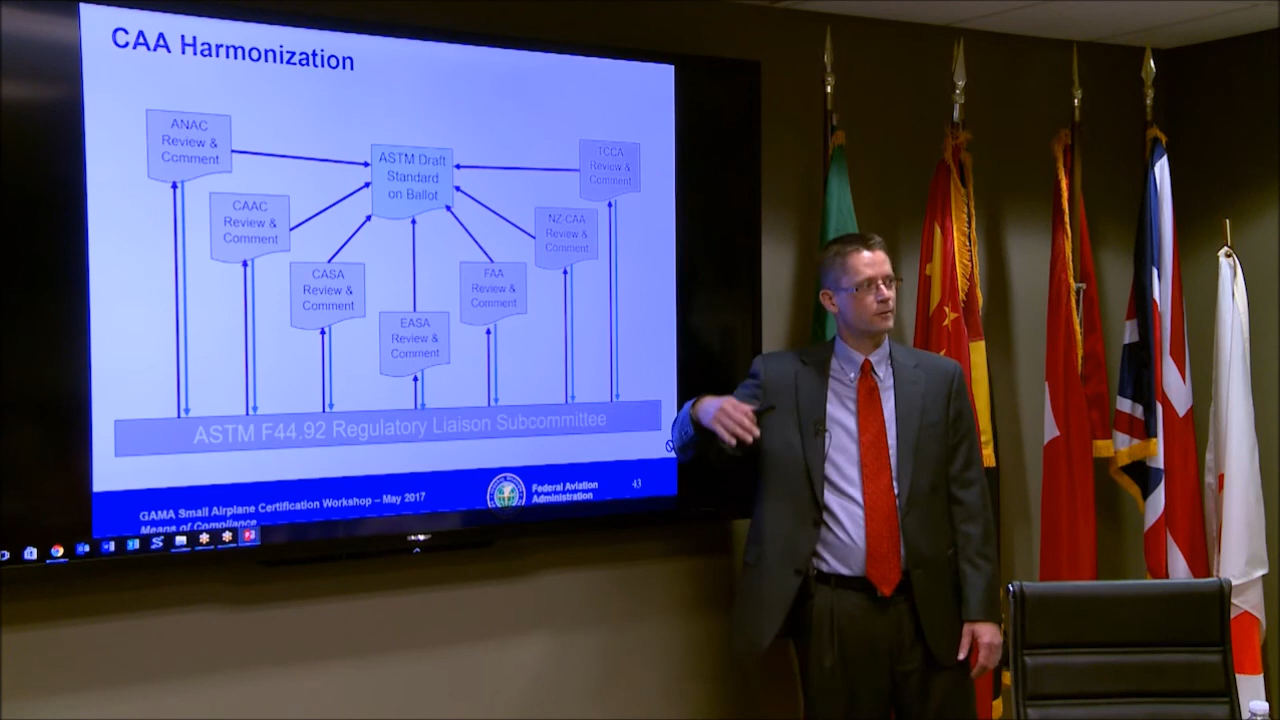 CAA Harmonization
ANAC
Review &
Comment
ASTM Draft
Standard
on Ballot
TCCA
Review &
Comment
CAAC
Review &
Comment
NZ-CAA
Review &
Comment
CASA
Review &
Comment
FAA
Review &
Comment
EASA
Review &
Comment
ASTM F44.92 Regulatory Liaison Subcommittee
GAMA Small Airplane Certification Workshop – May 2017
Means of Compliance
Federal Aviation
Administration
43